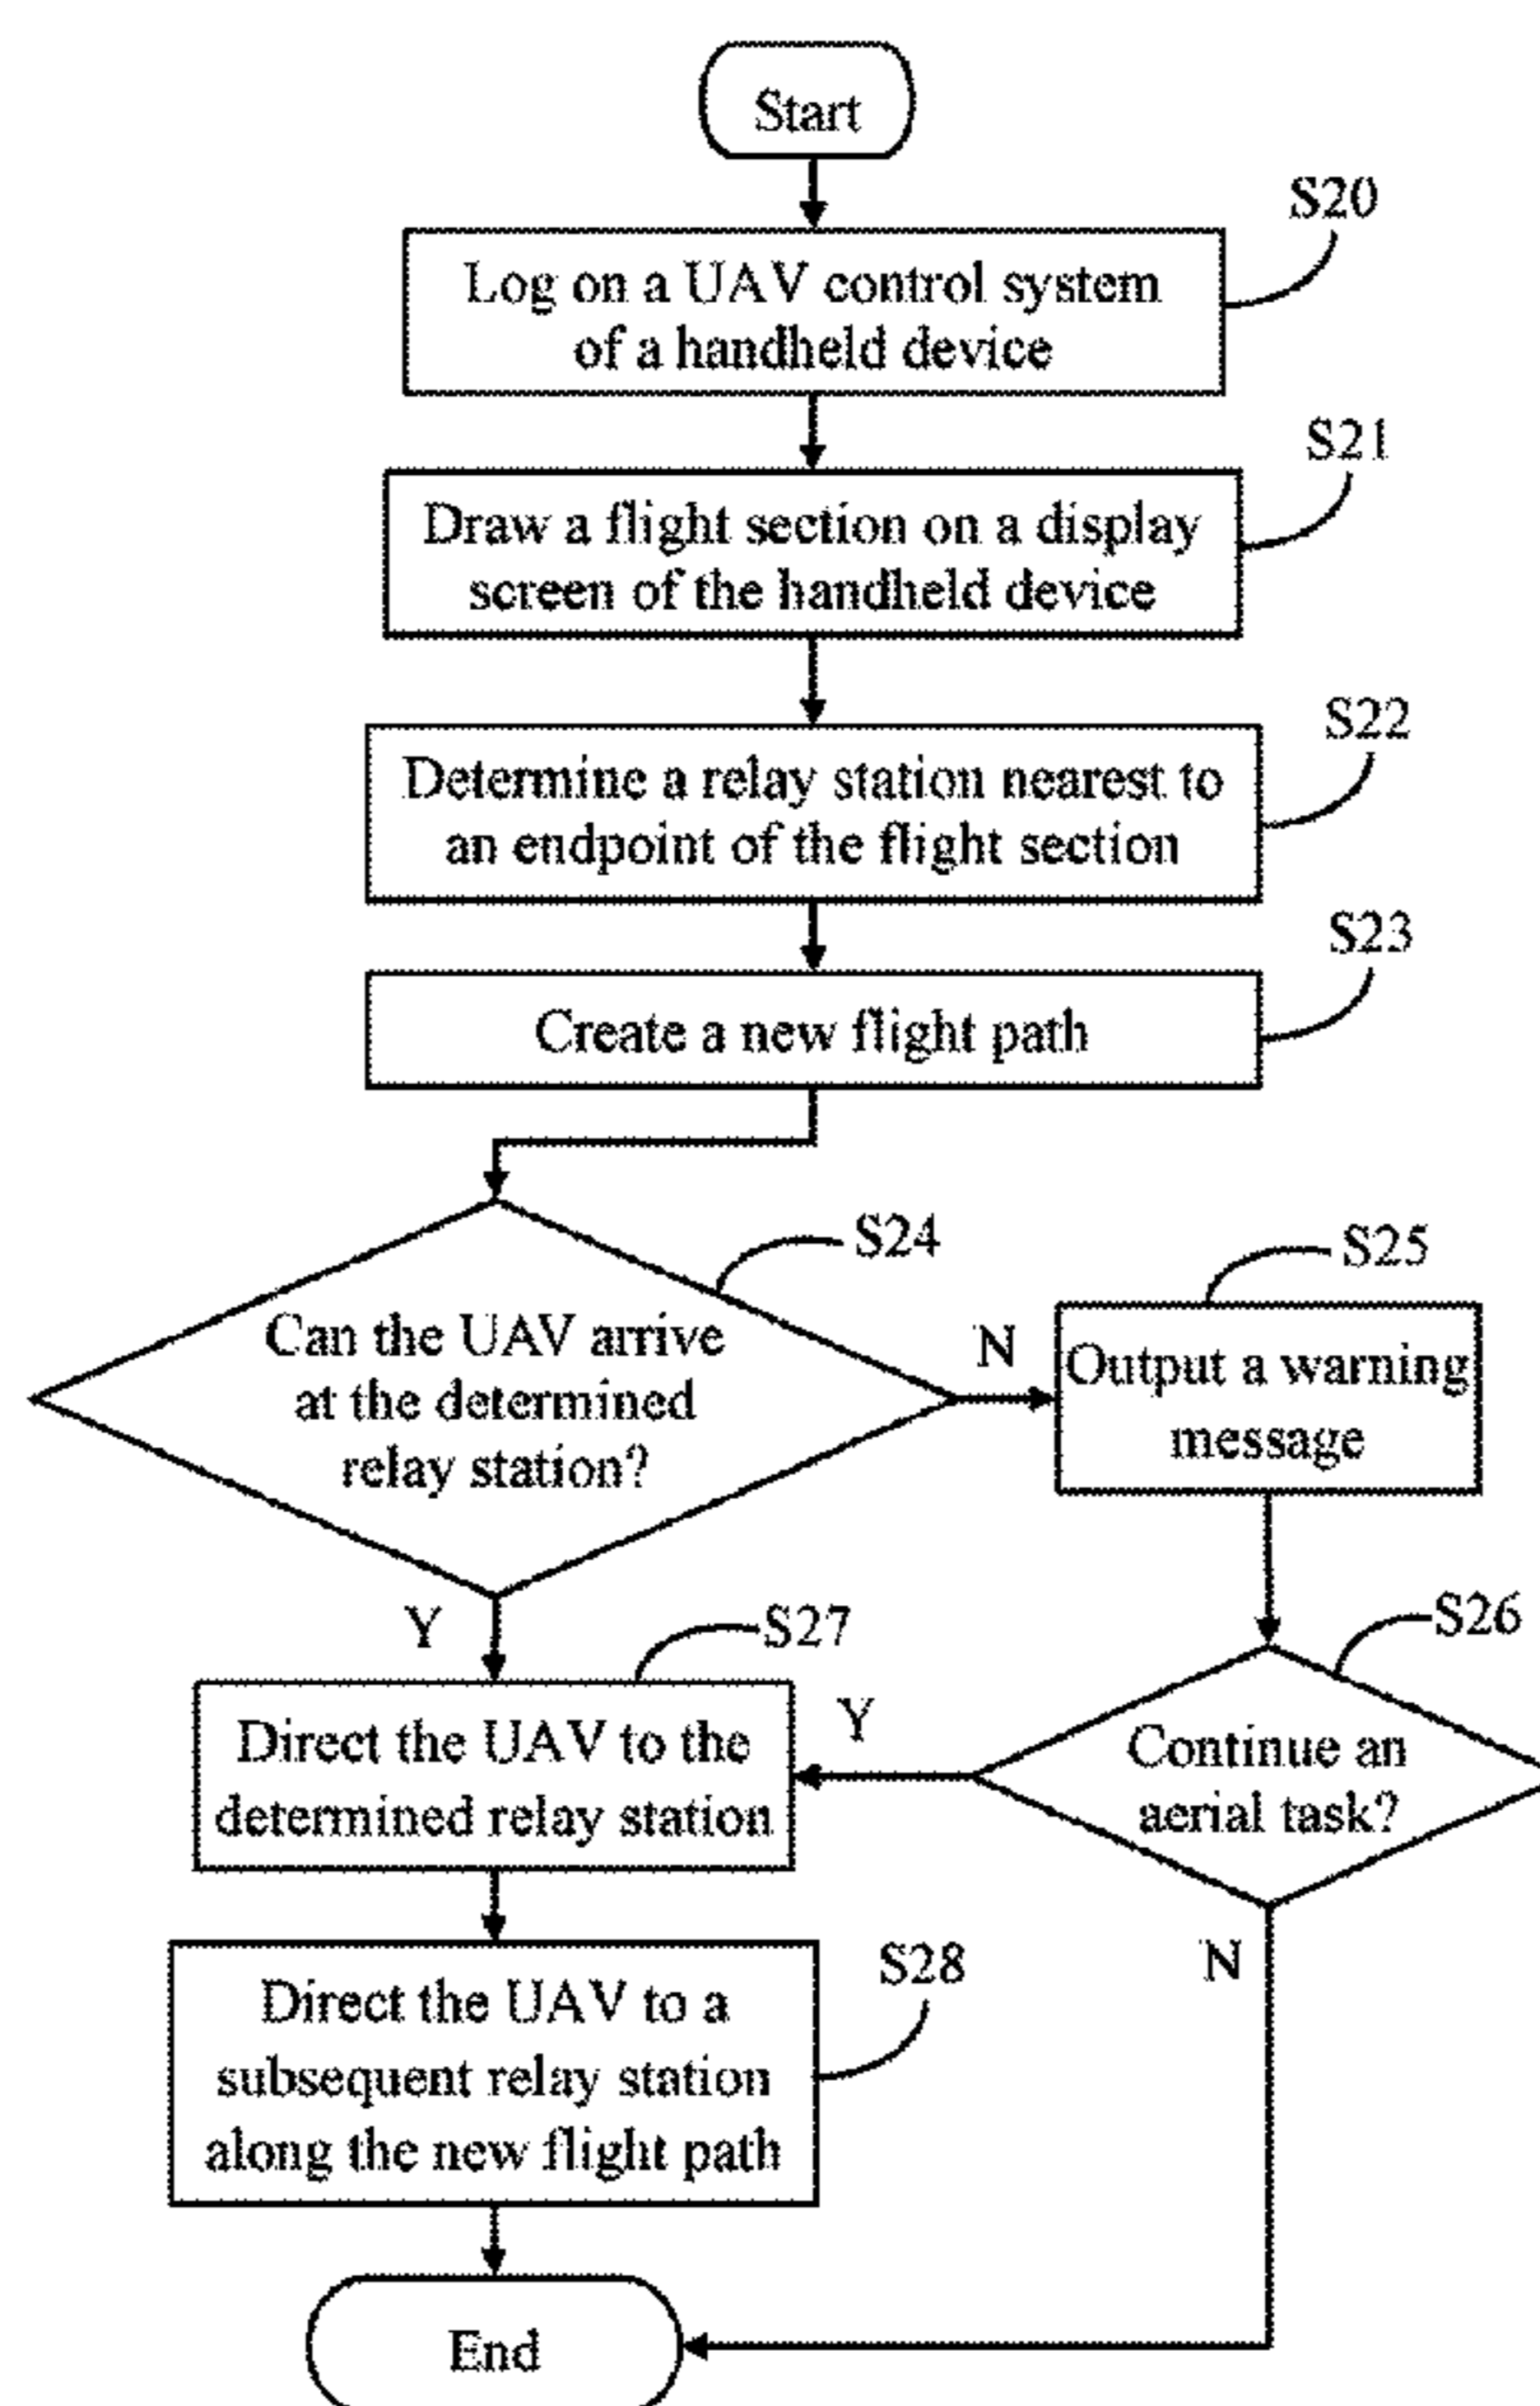 Start
S20
Log on a UAV control system
of a handheld device
S21
Draw a flight section on a display
screen of the handheld device
S22
Determine a relay station nearest to
an endpoint of the flight section
S23
Create a new flight path
S24
Can the UAV arrive
at the determined
relay station?
N
S25
Output a warning
message
Y
S27
Direct the UAV to the
determined relay station
Y
S26
Continue an
aerial task?
N
S28
Direct the UAV to a
subsequent relay station
along the new flight path
End